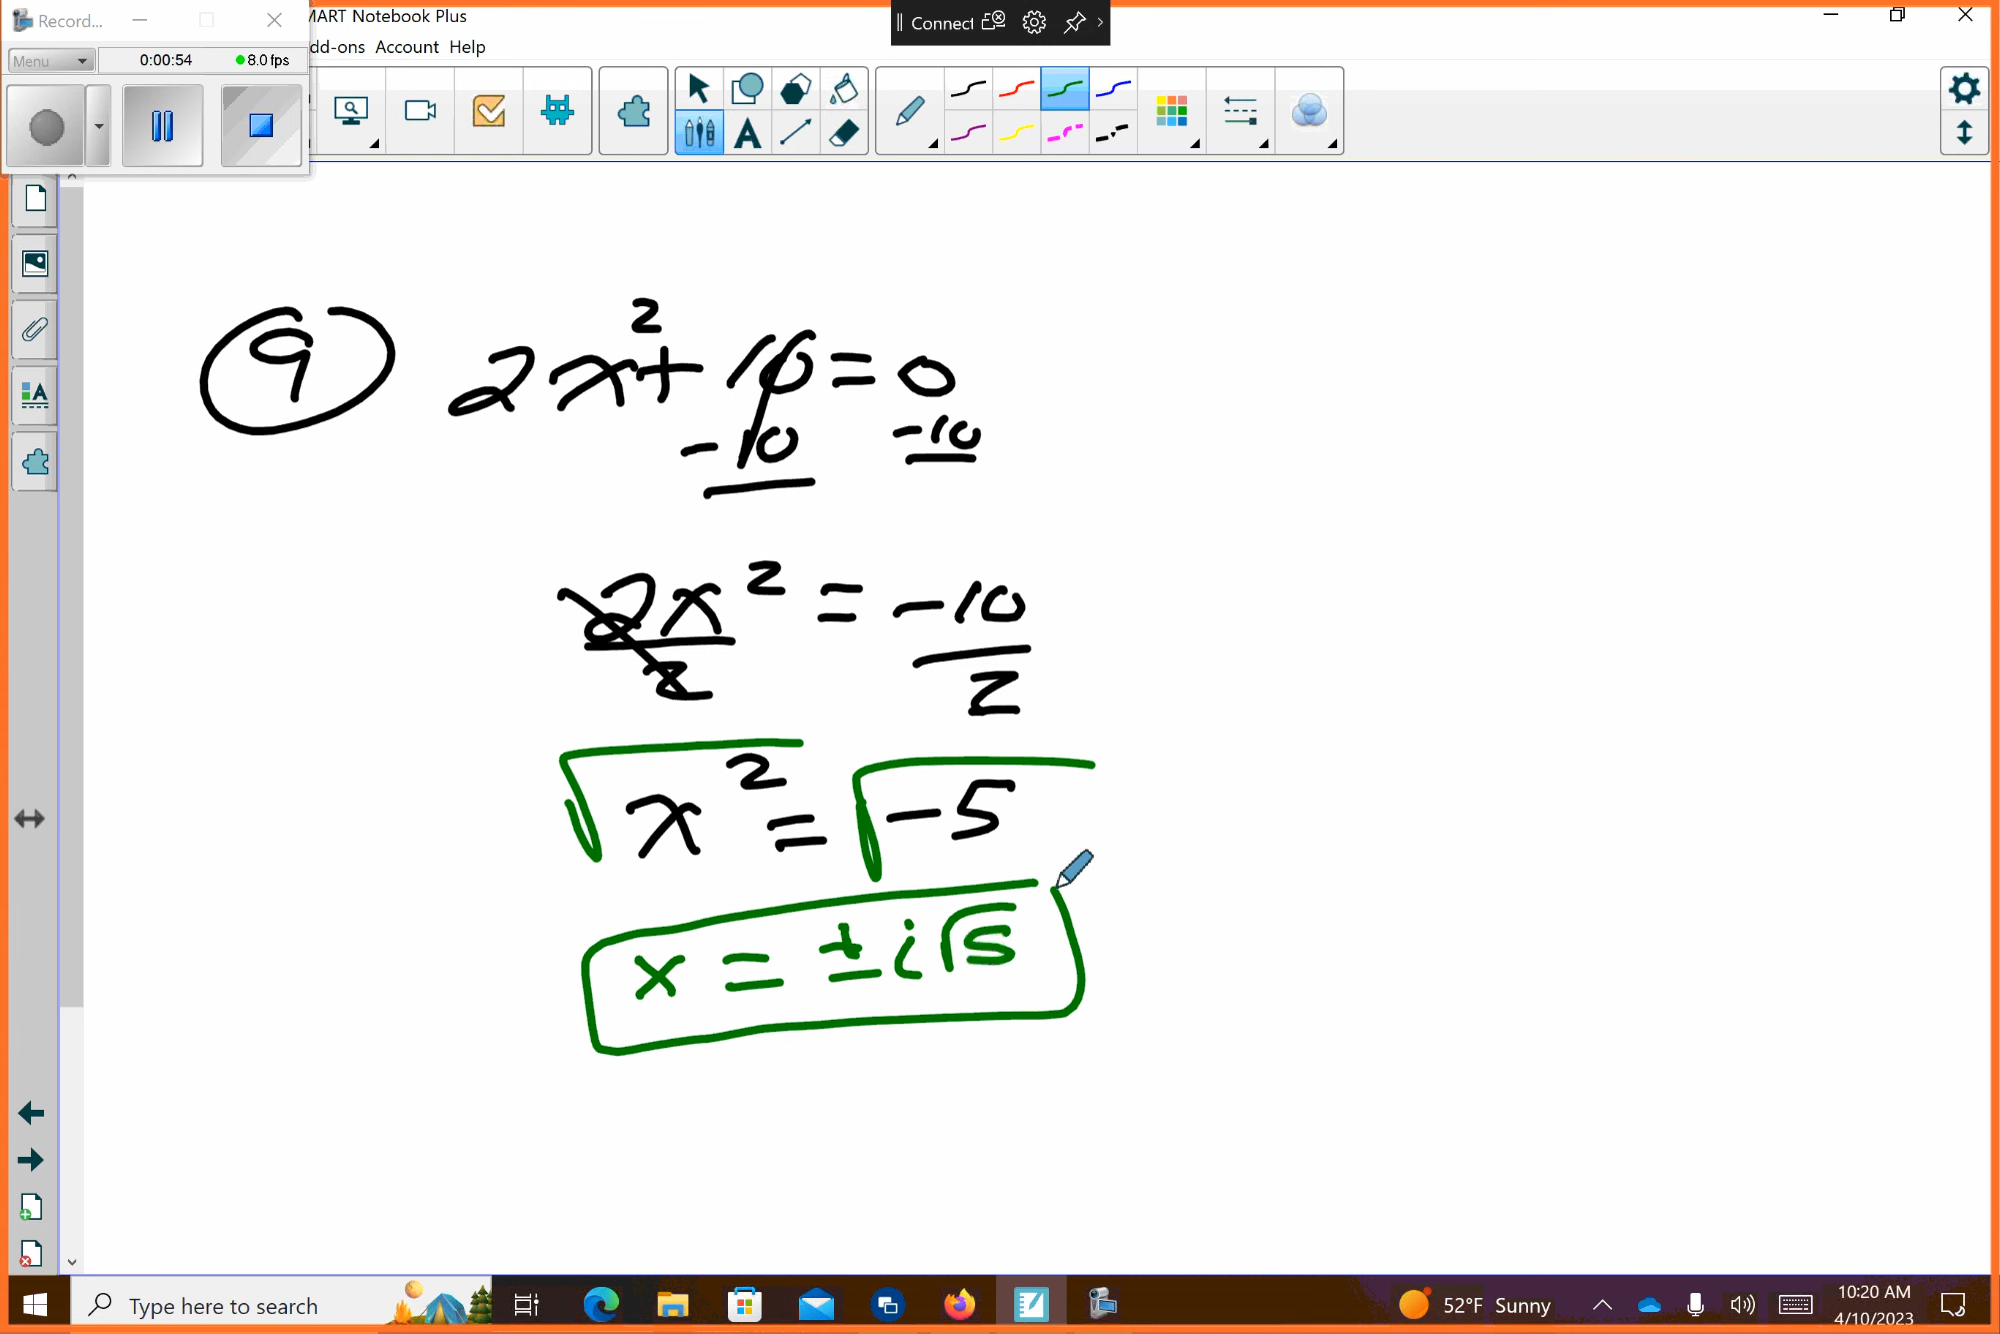 Record...
MART Notebook Plus
Connect
dd-ons Account Help
Menu 0:00:54 8.0 fps
9 2x² + 10 = 0
-10 -10
2x² = -10
2 2
√x² = √-5
x = ±i√5
Type here to search
52°F Sunny
10:20 AM
4/10/2023